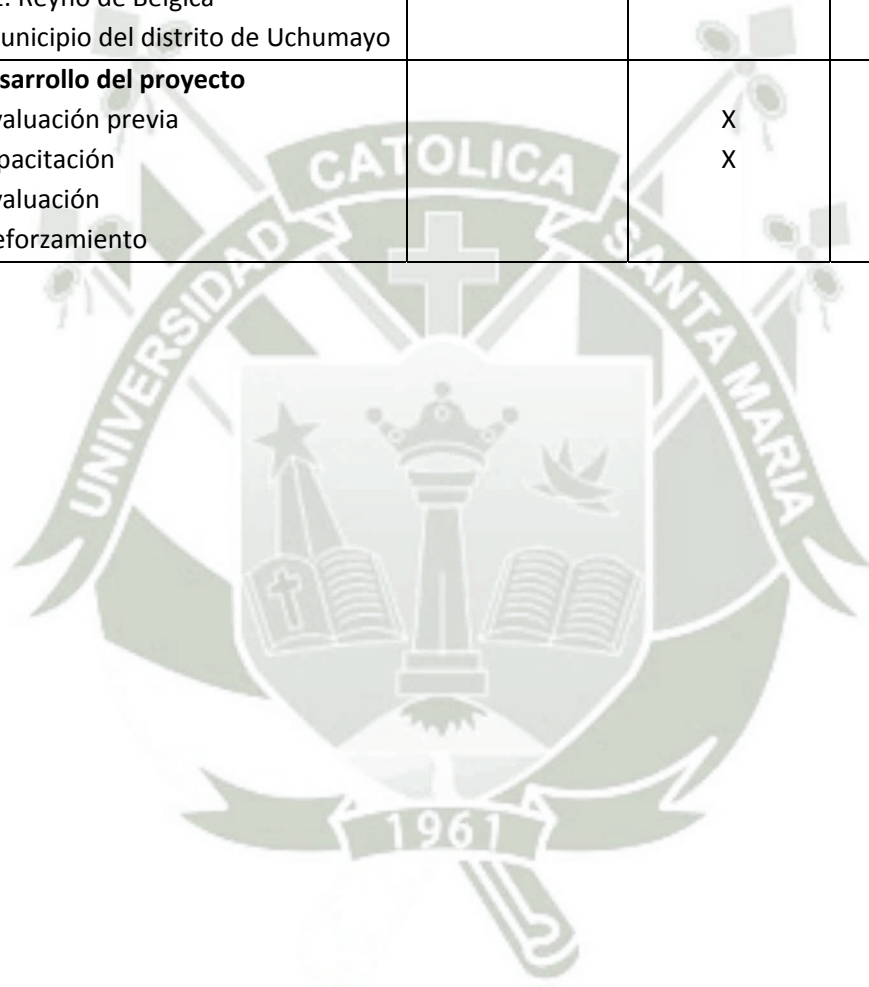 Reyno de Bélgica
unicipio del distrito de Uchumayo
sarrollo del proyecto
valuación previa X
pacitación X
valuación
eforzamiento
UNIVERSIDAD CATOLICA SANTA MARIA
1961